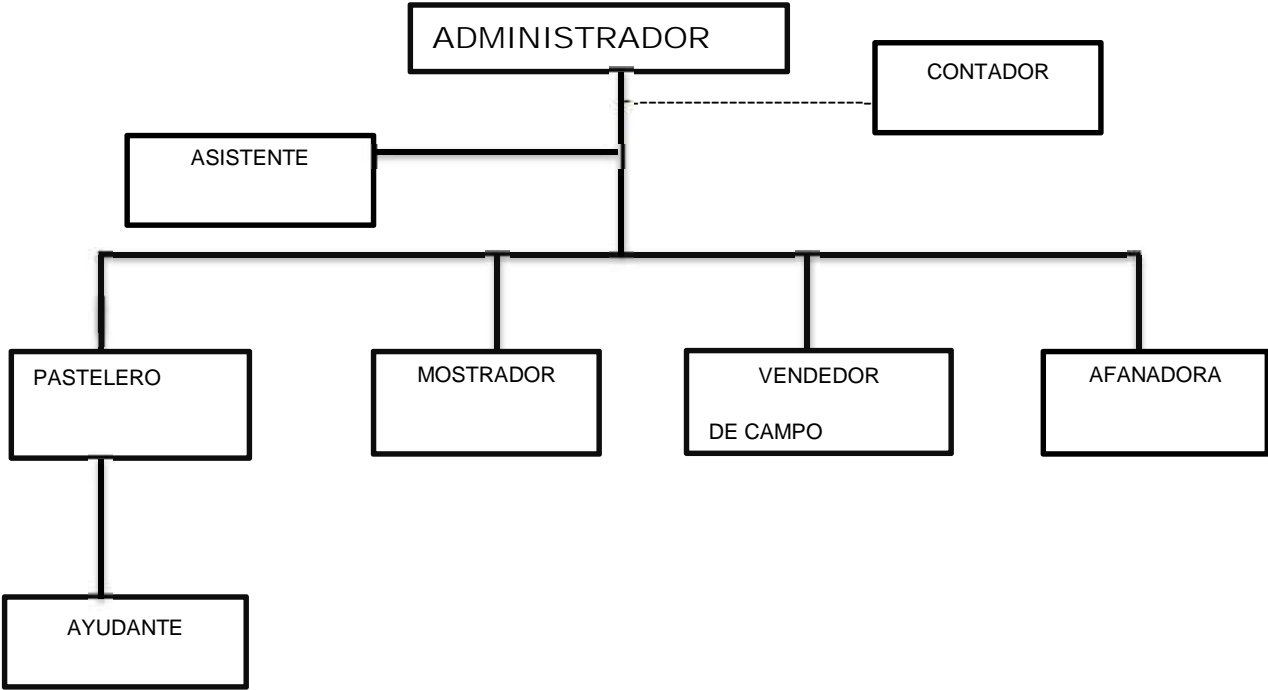 ADMINISTRADOR
CONTADOR
ASISTENTE
PASTELERO
MOSTRADOR
VENDEDOR
DE CAMPO
AFANADORA
AYUDANTE